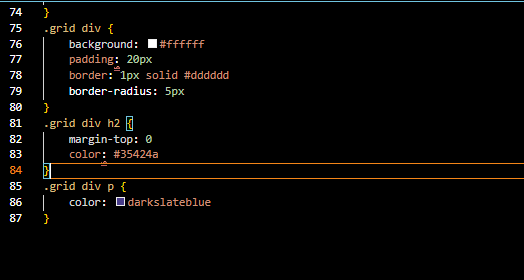 74 }
75 .grid div {
76 background: #ffffff
77 padding: 20px
78 border: 1px solid #dddddd
79 border-radius: 5px
80 }
81 .grid div h2 {
82 margin-top: 0
83 color: #35424a
84 }
85 .grid div p {
86 color: darkslateblue
87 }